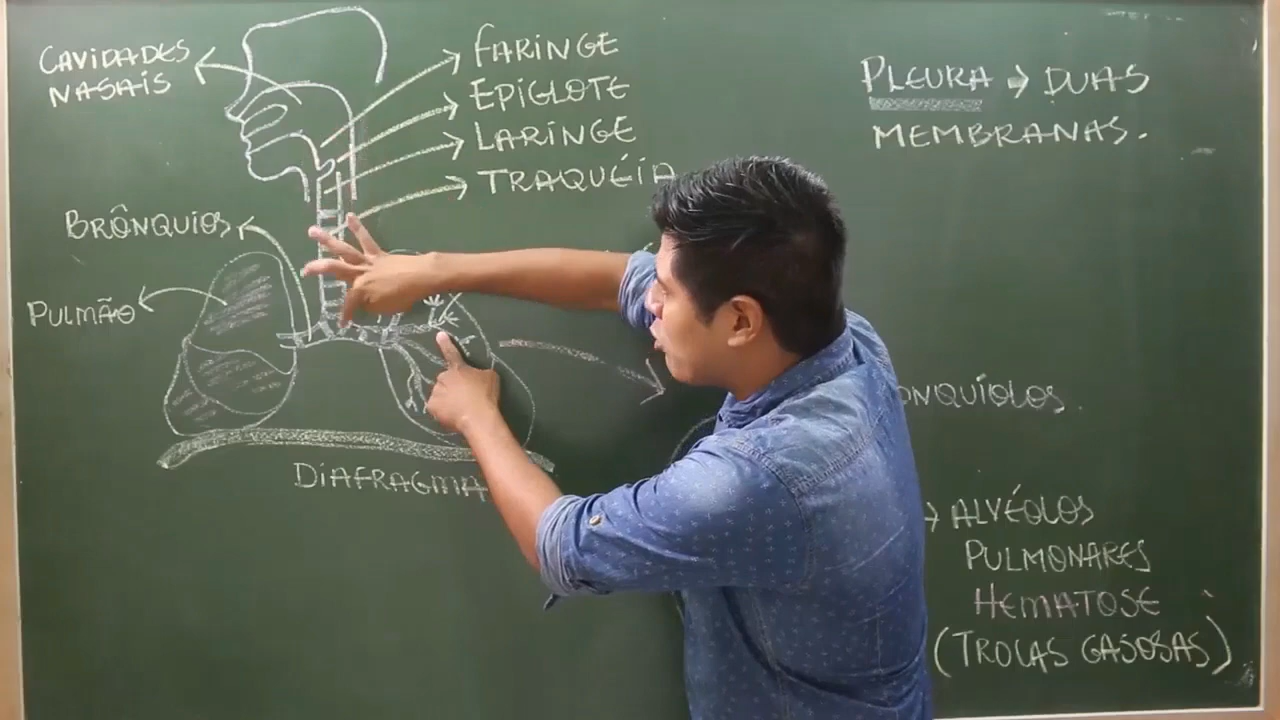 CAVIDADES
NASAIS
FARINGE
EPIGLOTE
LARINGE
TRAQUÉIA
BRÔNQUIOS
PULMÃO
DIAFRAGMA
PLEURA → DUAS
MEMBRANAS.
ONQUÍOLOS.
→ ALVÉOLOS
PULMONARES
HEMATOSE
(TROCAS GASOSAS)